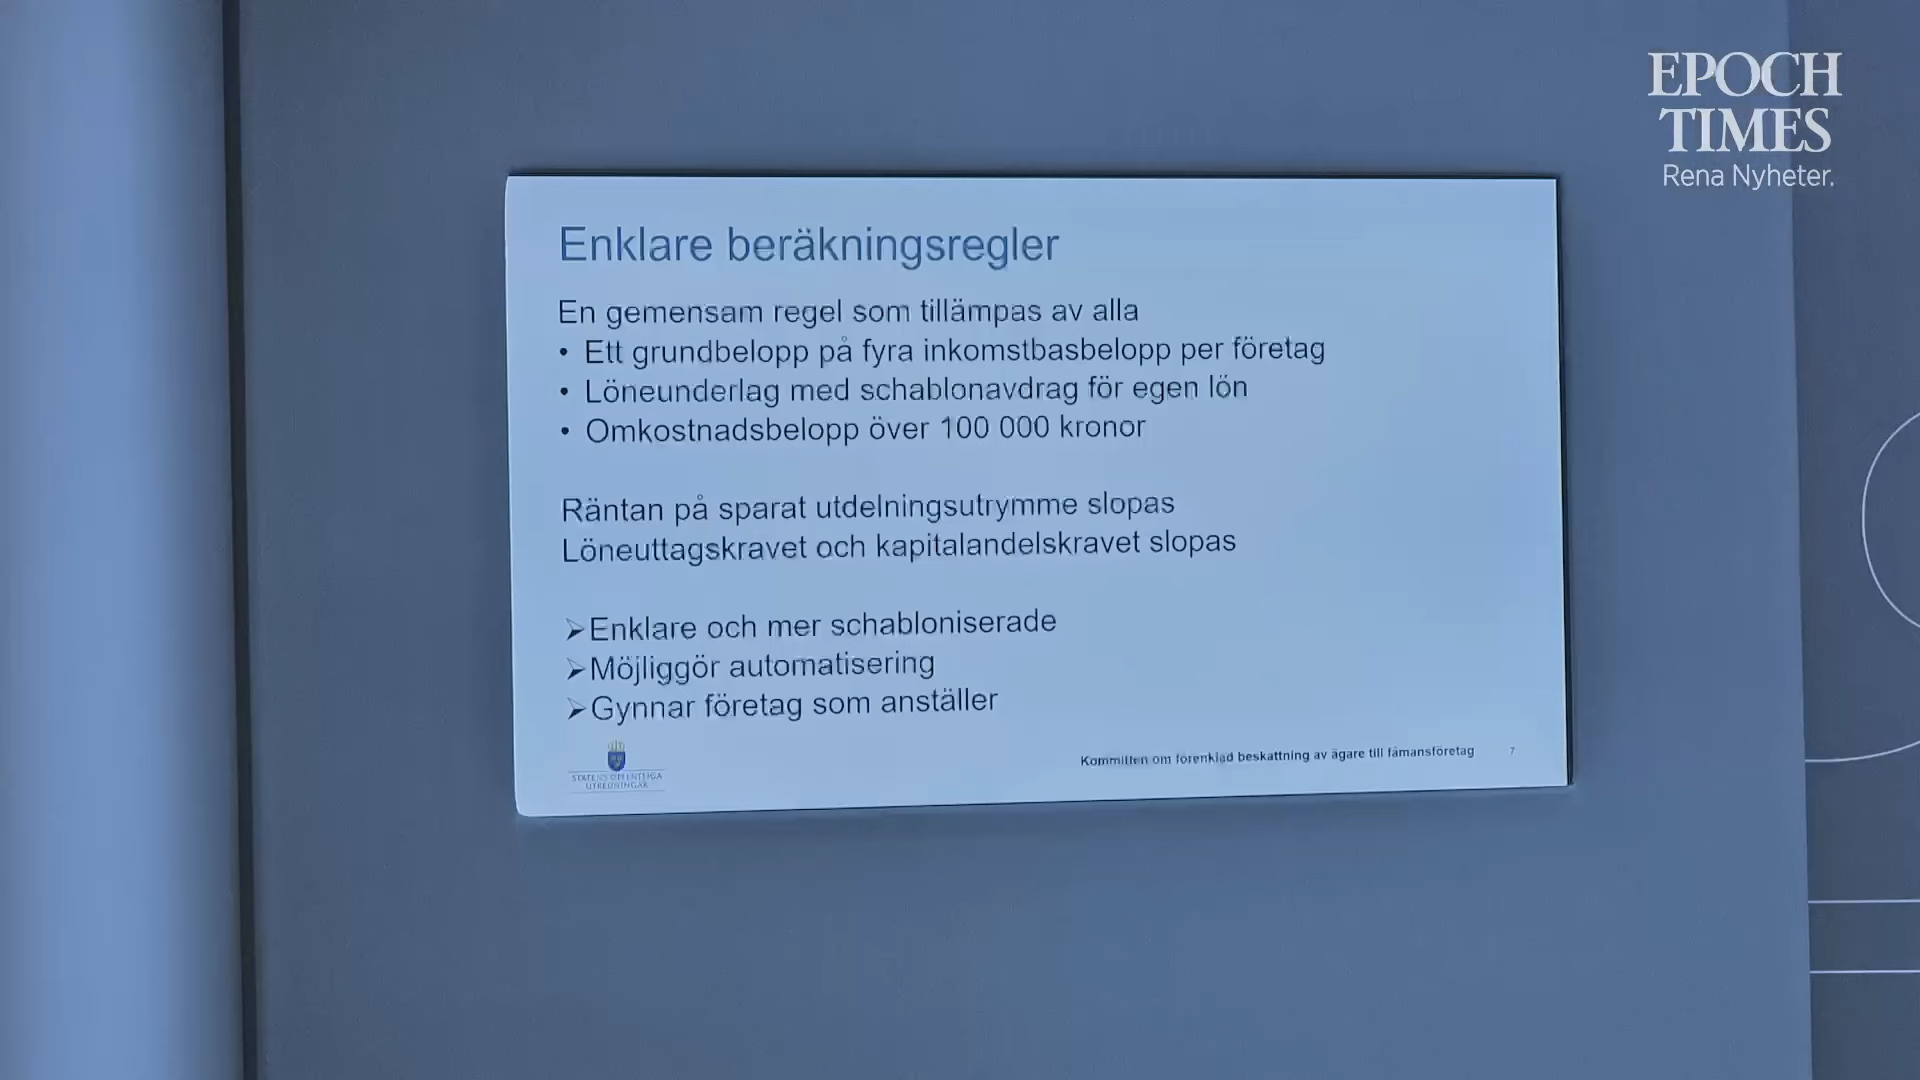 EPOCH
TIMES
Rena Nyheter.
Enklare beräkningsregler
En gemensam regel som tillämpas av alla
• Ett grundbelopp på fyra inkomstbasbelopp per företag
• Löneunderlag med schablonavdrag för egen lön
• Omkostnadsbelopp över 100 000 kronor
Räntan på sparat utdelningsutrymme slopas
Löneuttagskravet och kapitalandelskravet slopas
➢Enklare och mer schabloniserade
➢Möjliggör automatisering
➢Gynnar företag som anställer
STATENS OFFENTLIGA
UTREDNINGAR
Kommittén om förenklad beskattning av ägare till fåmansföretag 7